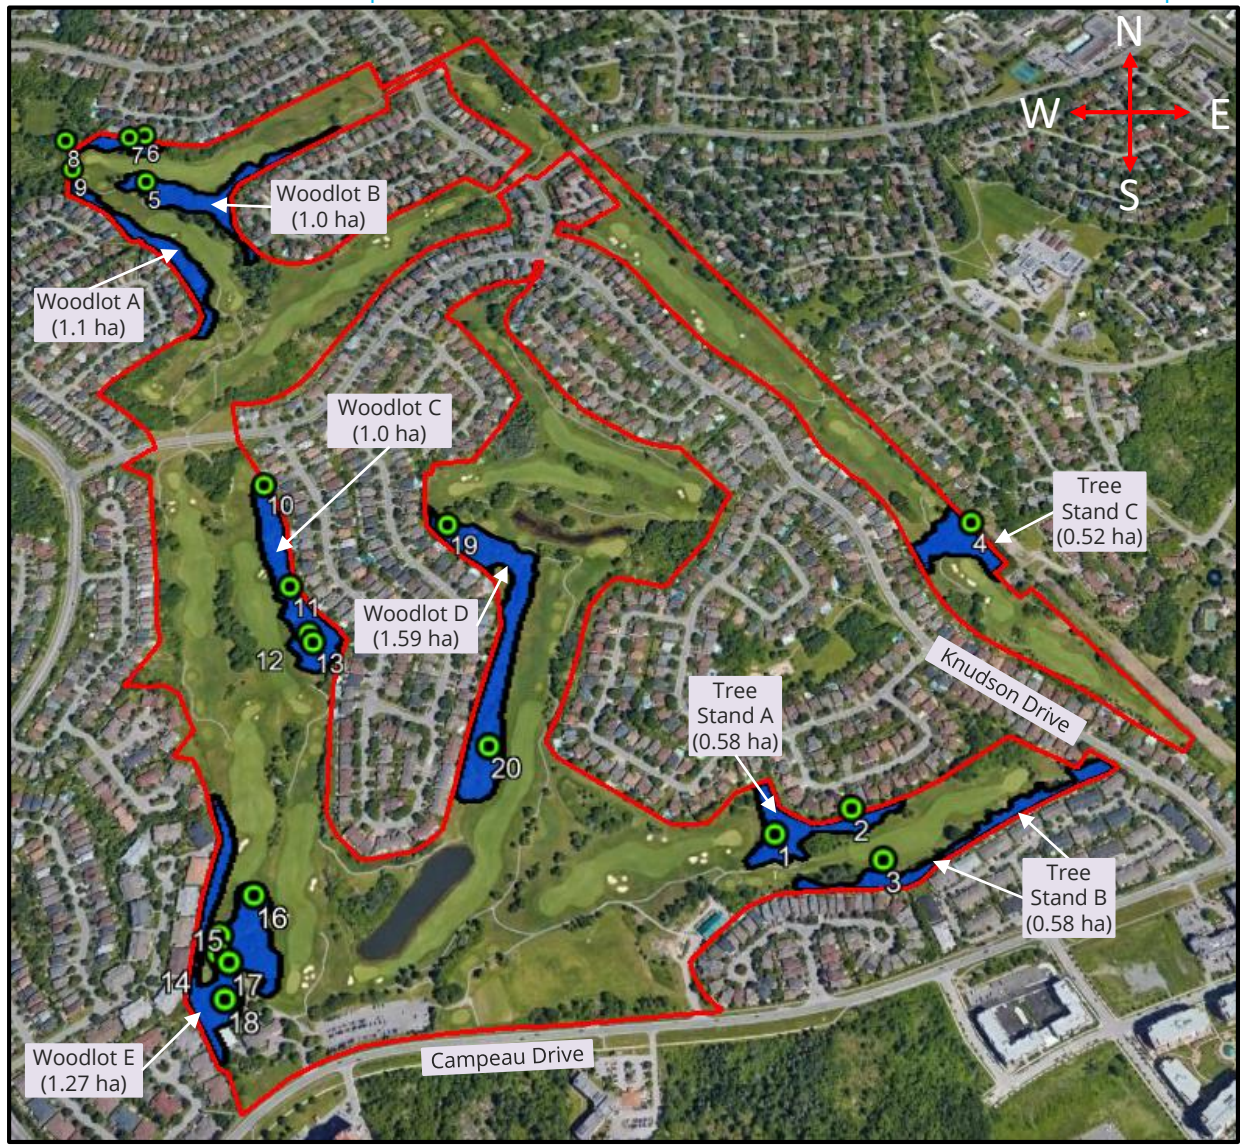 N
W
E
S
8
7
6
9
5
Woodlot B
(1.0 ha)
Woodlot A
(1.1 ha)
Woodlot C
(1.0 ha)
10
Tree
Stand C
(0.52 ha)
4
19
11
Woodlot D
(1.59 ha)
12
13
Knudson Drive
Tree
Stand A
(0.58 ha)
20
2
1
3
Tree
Stand B
(0.58 ha)
16
15
14
17
18
Woodlot E
(1.27 ha)
Campeau Drive